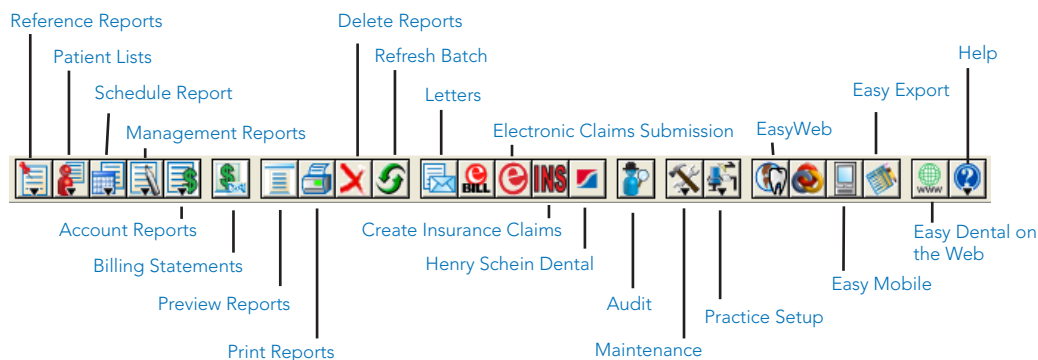 Reference Reports
Delete Reports
Patient Lists
Refresh Batch
Help
Schedule Report
Letters
Easy Export
Management Reports
Electronic Claims Submission
EasyWeb
BILL
INS
www
Account Reports
Create Insurance Claims
Easy Dental on
the Web
Billing Statements
Henry Schein Dental
Easy Mobile
Preview Reports
Audit
Practice Setup
Print Reports
Maintenance